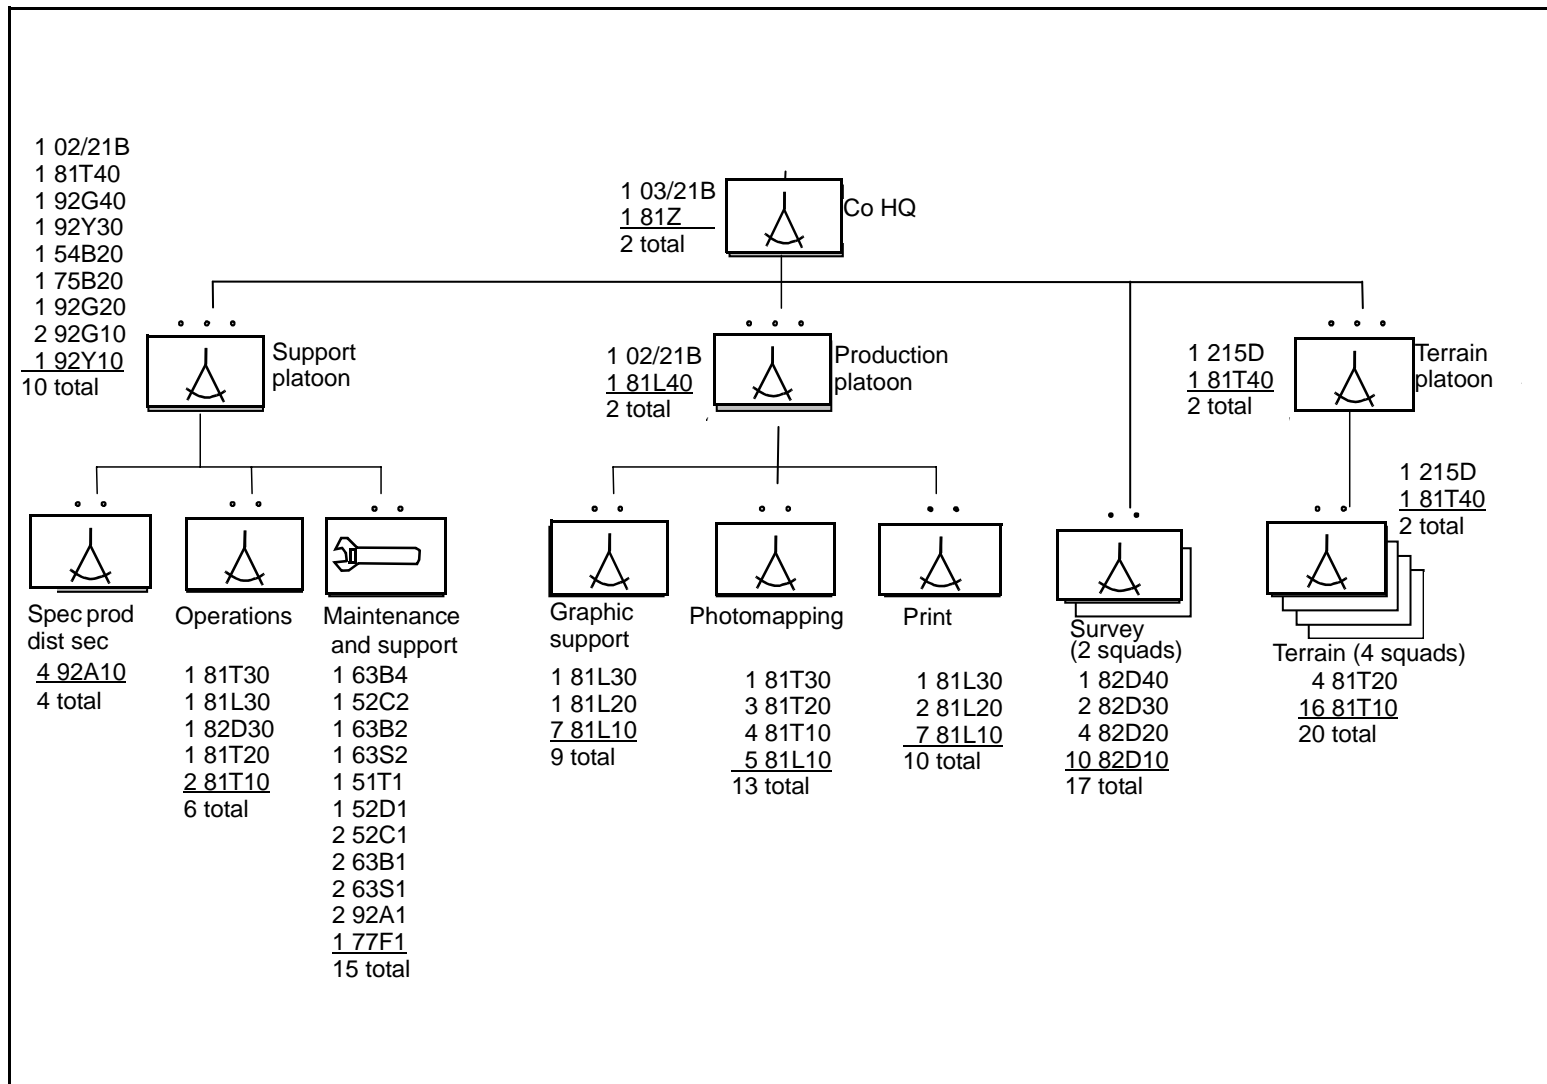 1 02/21B
1 81T40
1 92G40
1 92Y30
1 54B20
1 75B20
1 92G20
2 92G10
1 92Y10
10 total
Support
platoon
1 03/21B
1 81Z
2 total
Co HQ
1 02/21B
1 81L40
2 total
Production
platoon
1 215D
1 81T40
2 total
Terrain
platoon
1 215D
1 81T40
2 total
Spec prod
dist sec
4 92A10
4 total
Operations
1 81T30
1 81L30
1 82D30
1 81T20
2 81T10
6 total
Maintenance
and support
1 63B4
1 52C2
1 63B2
1 63S2
1 51T1
1 52D1
2 52C1
2 63B1
2 63S1
2 92A1
1 77F1
15 total
Graphic
support
1 81L30
1 81L20
7 81L10
9 total
Photomapping
1 81T30
3 81T20
4 81T10
5 81L10
13 total
Print
1 81L30
2 81L20
7 81L10
10 total
Survey
(2 squads)
1 82D40
2 82D30
4 82D20
10 82D10
17 total
Terrain (4 squads)
4 81T20
16 81T10
20 total